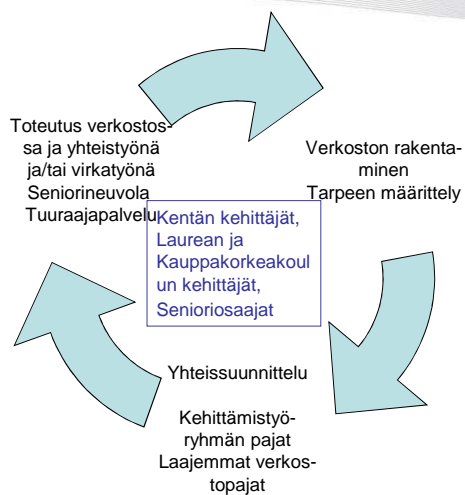 Toteutus verkostos-
sa ja yhteistyönä
ja/tai virkatyönä
Seniorineuvola
Tuuraajapalvelu
Verkoston rakenta-
minen
Tarpeen määrittely
Kentän kehittäjät,
Laurean ja
Kauppakorkeakoul
un kehittäjät,
Senioriosaajat
Yhteissuunnittelu
Kehittämistyö-
ryhmän pajat
Laajemmat verkos-
topajat